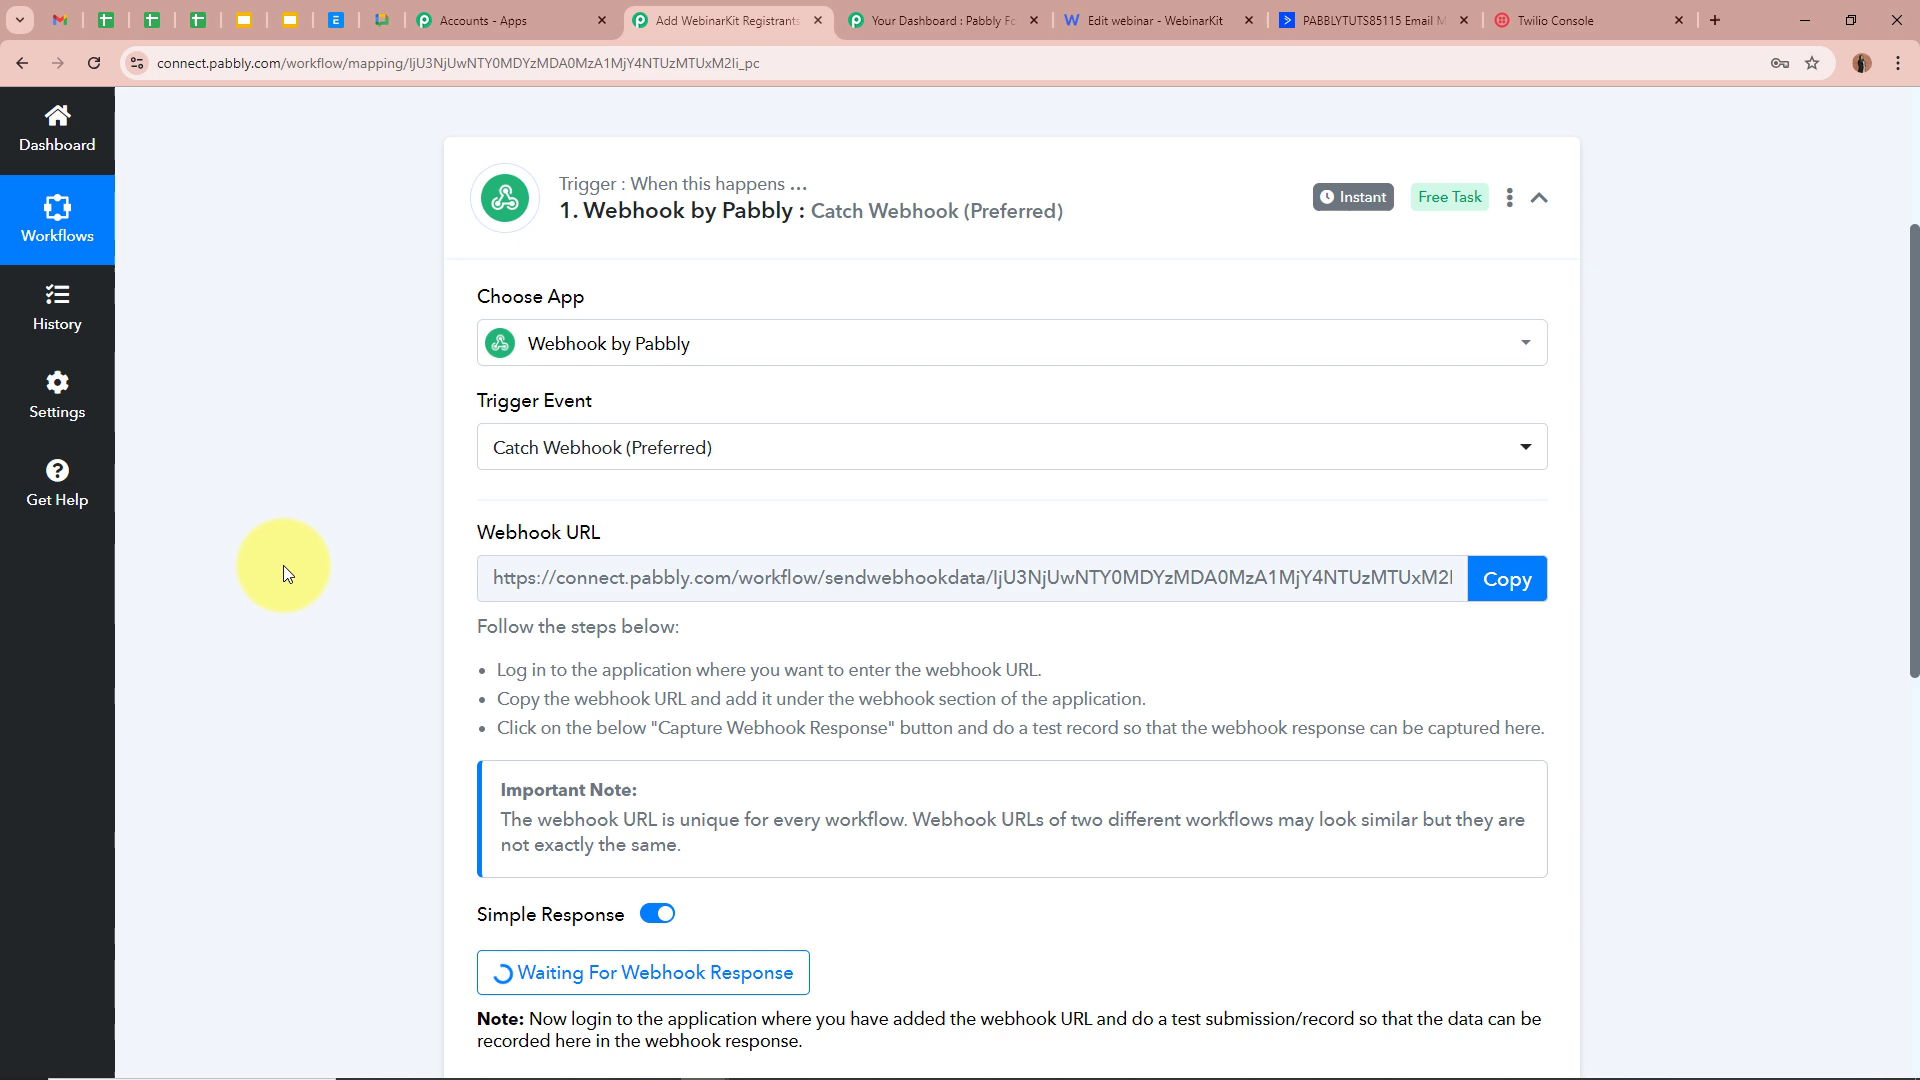 Accounts - Apps
Add WebinarKit Registrants
Your Dashboard : Pabbly Fo
Edit webinar - WebinarKit
PABBLYTUTS85115 Email M
Twilio Console
connect.pabbly.com/workflow/mapping/IjU3NjUwNTY0MDYzMDA0MzA1MjY4NTUzMTUxM2Ii_pc
Dashboard
Workflows
History
Settings
Get Help
Trigger : When this happens ...
1. Webhook by Pabbly : Catch Webhook (Preferred)
Instant
Free Task
Choose App
Webhook by Pabbly
Trigger Event
Catch Webhook (Preferred)
Webhook URL
https://connect.pabbly.com/workflow/sendwebhookdata/IjU3NjUwNTY0MDYzMDA0MzA1MjY4NTUzMTUxM2I
Copy
Follow the steps below:
• Log in to the application where you want to enter the webhook URL.
• Copy the webhook URL and add it under the webhook section of the application.
• Click on the below "Capture Webhook Response" button and do a test record so that the webhook response can be captured here.
Important Note:
The webhook URL is unique for every workflow. Webhook URLs of two different workflows may look similar but they are
not exactly the same.
Simple Response
Waiting For Webhook Response
Note: Now login to the application where you have added the webhook URL and do a test submission/record so that the data can be
recorded here in the webhook response.